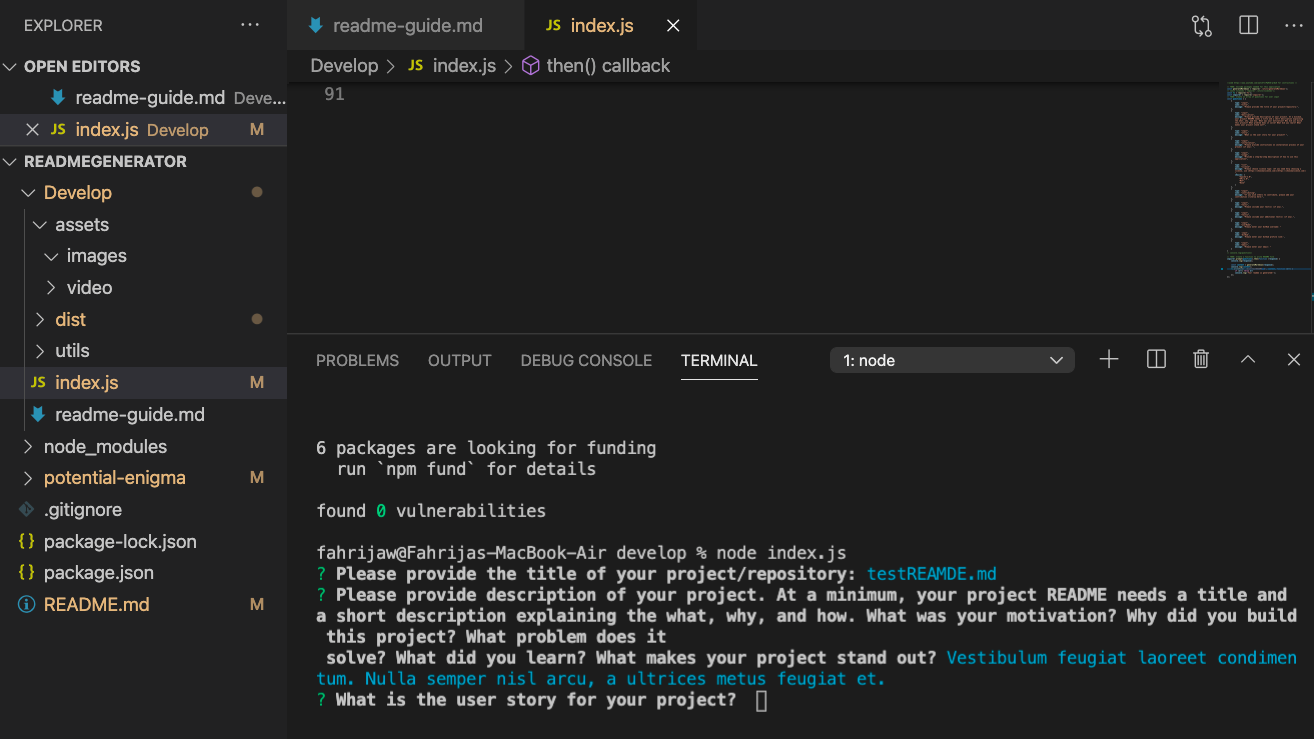 EXPLORER
OPEN EDITORS
readme-guide.md Deve...
JS index.js Develop M
READMEGENERATOR
Develop
assets
images
video
dist
utils
JS index.js M
readme-guide.md
node_modules
potential-enigma M
.gitignore
{} package-lock.json
{} package.json
README.md M
readme-guide.md
JS index.js
Develop > JS index.js > then() callback
91
PROBLEMS OUTPUT DEBUG CONSOLE TERMINAL 1: node
6 packages are looking for funding
run `npm fund` for details
found 0 vulnerabilities
fahrijaw@Fahrijas-MacBook-Air develop % node index.js
? Please provide the title of your project/repository: testREAMDE.md
? Please provide description of your project. At a minimum, your project README needs a title and
a short description explaining the what, why, and how. What was your motivation? Why did you build
this project? What problem does it
solve? What did you learn? What makes your project stand out? Vestibulum feugiat laoreet condimen
tum. Nulla semper nisl arcu, a ultrices metus feugiat et.
? What is the user story for your project?